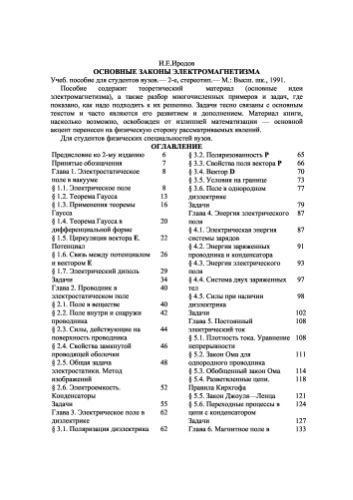 И.Е.Иродов
ОСНОВНЫЕ ЗАКОНЫ ЭЛЕКТРОМАГНЕТИЗМА
Учеб. пособие для студентов вузов.— 2-е, стереотип.— М.: Высш. шк., 1991.
Пособие содержит теоретический материал (основные идеи
электромагнетизма), а также разбор многочисленных примеров и задач, где
показано, как надо подходить к их решению. Задачи тесно связаны с основным
текстом и часто являются его развитием и дополнением. Материал книги,
насколько возможно, освобожден от излишней математизации — основной
акцент перенесен на физическую сторону рассматриваемых явлений.
Для студентов физических специальностей вузов.
ОГЛАВЛЕНИЕ
Предисловие ко 2-му изданию 6
Принятые обозначения 7
Глава 1. Электростатическое 8
поле в вакууме
§ 1.1. Электрическое поле 8
§ 1.2. Теорема Гаусса 13
§ 1.3. Применения теоремы 16
Гаусса
§ 1.4. Теорема Гаусса в 20
дифференциальной форме
§ 1.5. Циркуляция вектора Е. 22
Потенциал
§ 1.6. Связь между потенциалом 26
и вектором Е
§ 1.7. Электрический диполь 29
Задачи 34
Глава 2. Проводник в 40
электростатическом поле
§ 2.1. Поле в веществе 40
§ 2.2. Поле внутри и снаружи 42
проводника
§ 2.3. Силы, действующие на 44
поверхность проводника
§ 2.4. Свойства замкнутой 46
проводящей оболочки
§ 2.5. Общая задача 48
электростатики. Метод
изображений
§ 2.6. Электроемкость. 52
Конденсаторы
Задачи 55
Глава 3. Электрическое поле в 62
диэлектрике
§ 3.1. Поляризация диэлектрика 62
§ 3.2. Поляризованность Р 65
§ 3.3. Свойства поля вектора Р 66
§ 3.4. Вектор D 70
§ 3.5. Условия на границе 73
§ 3.6. Поле в однородном 77
диэлектрике
Задачи 79
Глава 4. Энергия электрического 87
поля
§ 4.1. Электрическая энергия 87
системы зарядов
§ 4.2. Энергия заряженных 91
проводника и конденсатора
§ 4.3. Энергия электрического 93
поля
§ 4.4. Система двух заряженных 97
тел
§ 4.5. Силы при наличии 98
диэлектрика
Задачи 102
Глава 5. Постоянный 108
электрический ток
§ 5.1. Плотность тока. Уравнение 108
непрерывности
§ 5.2. Закон Ома для 111
однородного проводника
§ 5.3. Обобщенный закон Ома 114
§ 5.4. Разветвленные цепи. 118
Правила Кирхгофа
§ 5.5. Закон Джоуля—Ленца 121
§ 5.6. Переходные процессы в 124
цепи с конденсатором
Задачи 127
Глава 6. Магнитное поле в 133